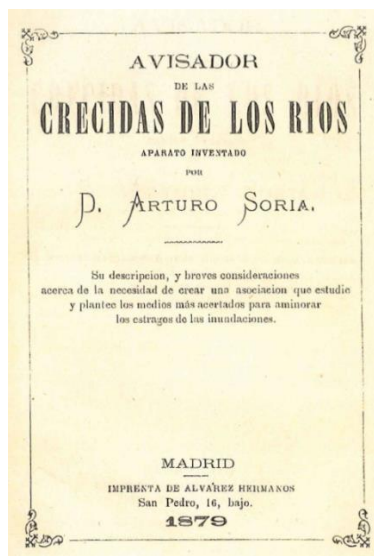 AVISADOR
DE LAS
CRECIDAS DE LOS RIOS
APARATO INVENTADO
POR
D. ARTURO SORIA.
Su descripcion, y breves consideraciones
acerca de la necesidad de crear una asociacion que estudie
y plantee los medios más acertados para aminorar
los estragos de las inundaciones.
MADRID
IMPRENTA DE ALVAREZ HERMANOS
San Pedro, 16, bajo.
1879